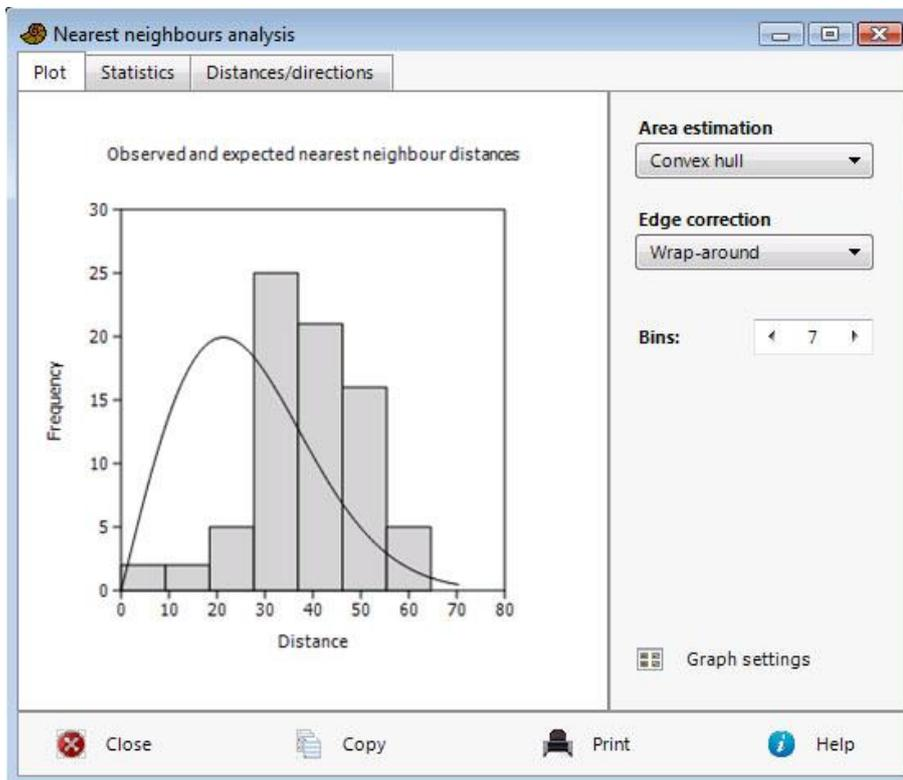 Nearest neighbours analysis
Plot
Statistics
Distances/directions
Observed and expected nearest neighbour distances
30
25
20
15
10
5
0
Frequency
0 10 20 30 40 50 60 70 80
Distance
Area estimation
Convex hull
Edge correction
Wrap-around
Bins: 7
Graph settings
Close
Copy
Print
Help